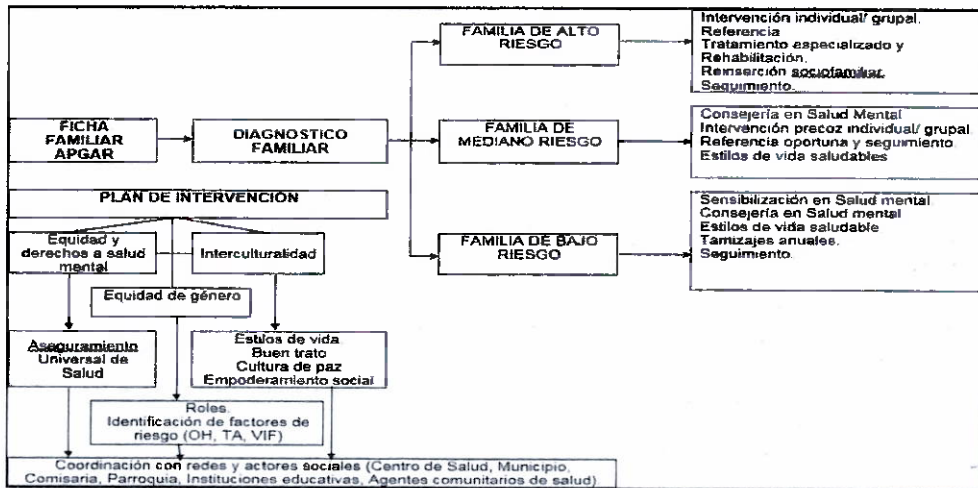 FAMILIA DE ALTO
RIESGO
Intervención individual/ grupal.
Referencia
Tratamiento especializado y
Rehabilitación.
Reinserción sociofamiliar.
Seguimiento.
FICHA
FAMILIAR
APGAR
DIAGNOSTICO
FAMILIAR
FAMILIA DE
MEDIANO RIESGO
Consejería en Salud Mental
Intervención precoz individual/ grupal
Referencia oportuna y seguimiento.
Estilos de vida saludables
FAMILIA DE BAJO
RIESGO
Sensibilización en Salud mental.
Consejería en Salud mental
Estilos de vida saludable
Tamizajes anuales.
Seguimiento.
PLAN DE INTERVENCIÓN
Equidad y
derechos a salud
mental
Interculturalidad
Equidad de género
Aseguramiento
Universal de
Salud
Estilos de vida
Buen trato
Cultura de paz
Empoderamiento social
Roles.
Identificación de factores de
riesgo (OH, TA, VIF)
Coordinación con redes y actores sociales (Centro de Salud, Municipio,
Comisaria, Parroquia, Instituciones educativas, Agentes comunitarios de salud)